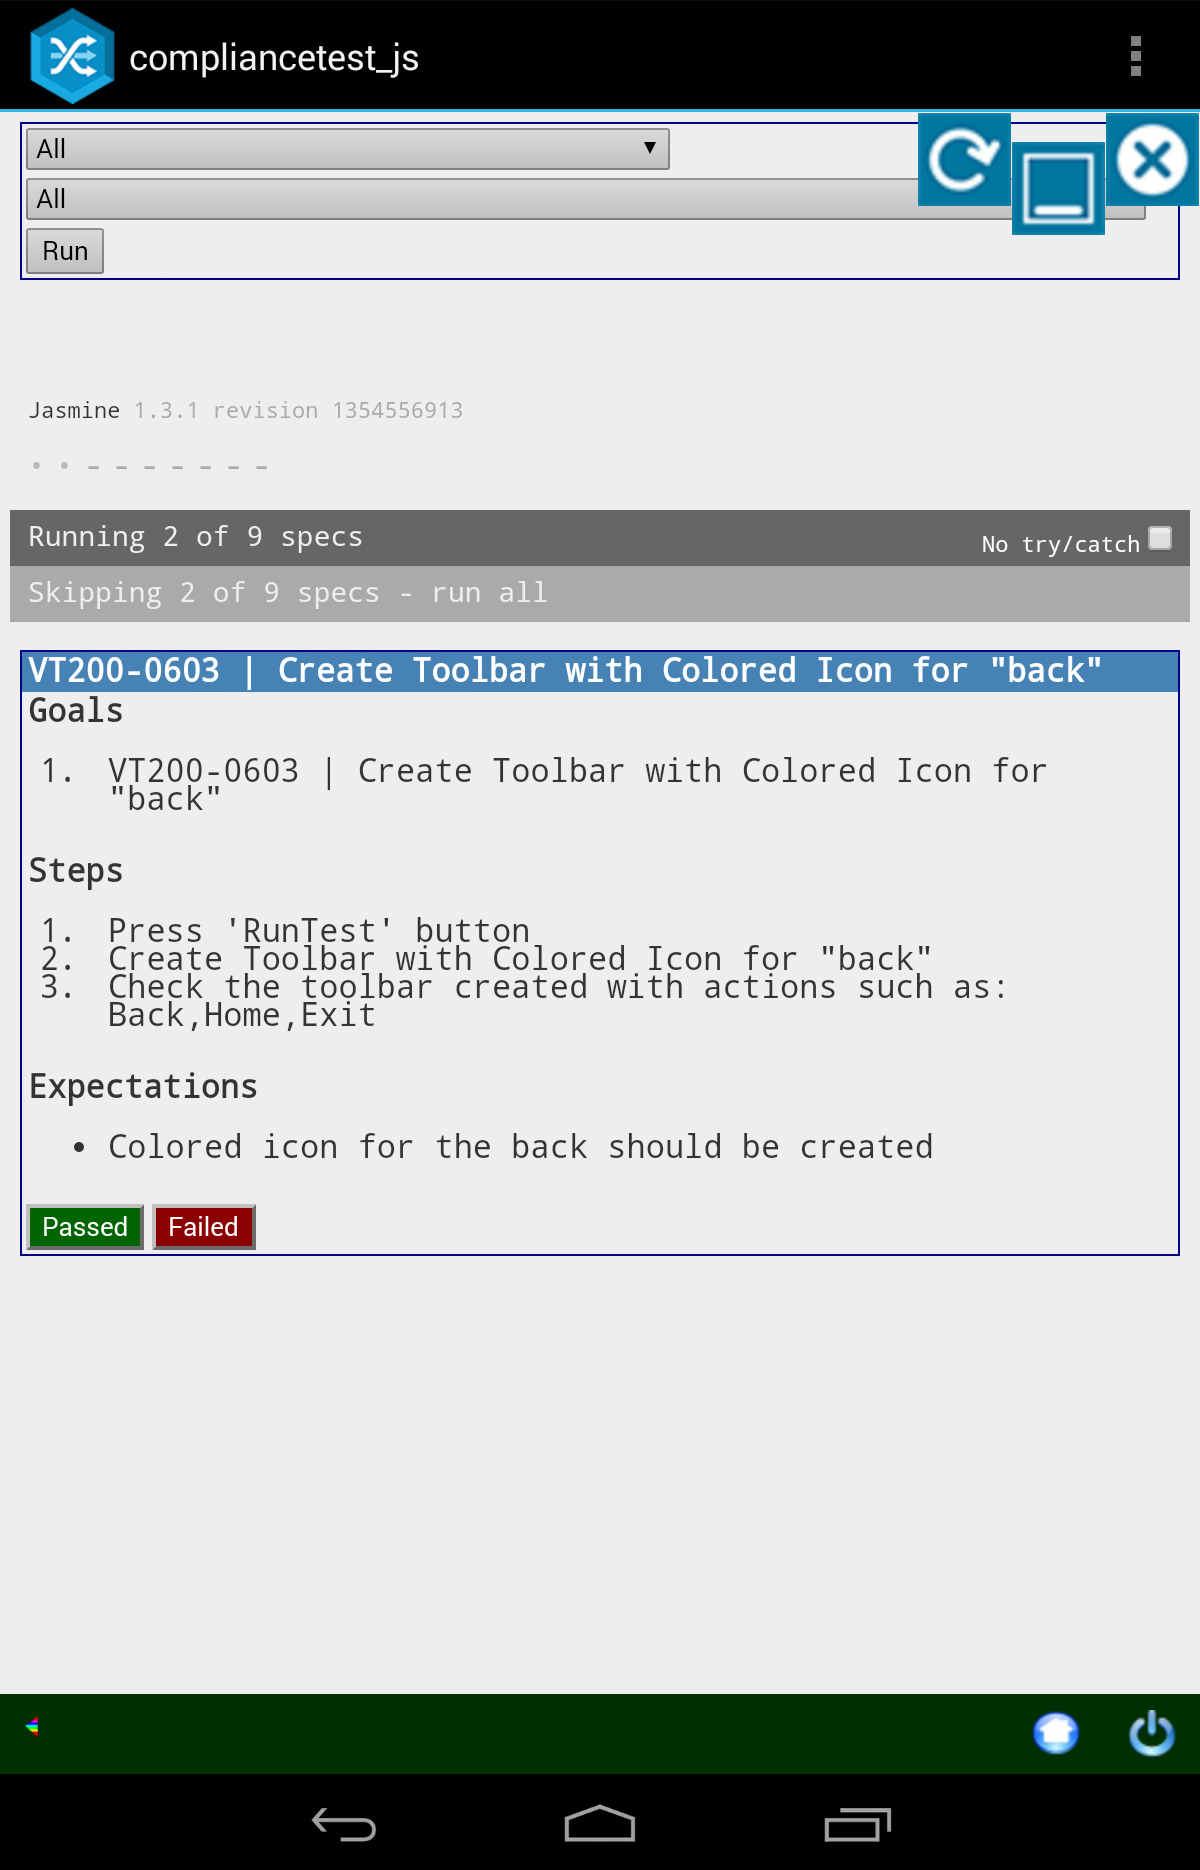 compliancetest_js
All
All
Run
Jasmine 1.3.1 revision 1354556913
• • - - - - - - -
Running 2 of 9 specs
No try/catch
Skipping 2 of 9 specs - run all
VT200-0603 | Create Toolbar with Colored Icon for "back"
Goals
1. VT200-0603 | Create Toolbar with Colored Icon for
"back"
Steps
1. Press 'RunTest' button
2. Create Toolbar with Colored Icon for "back"
3. Check the toolbar created with actions such as:
Back,Home,Exit
Expectations
• Colored icon for the back should be created
Passed Failed